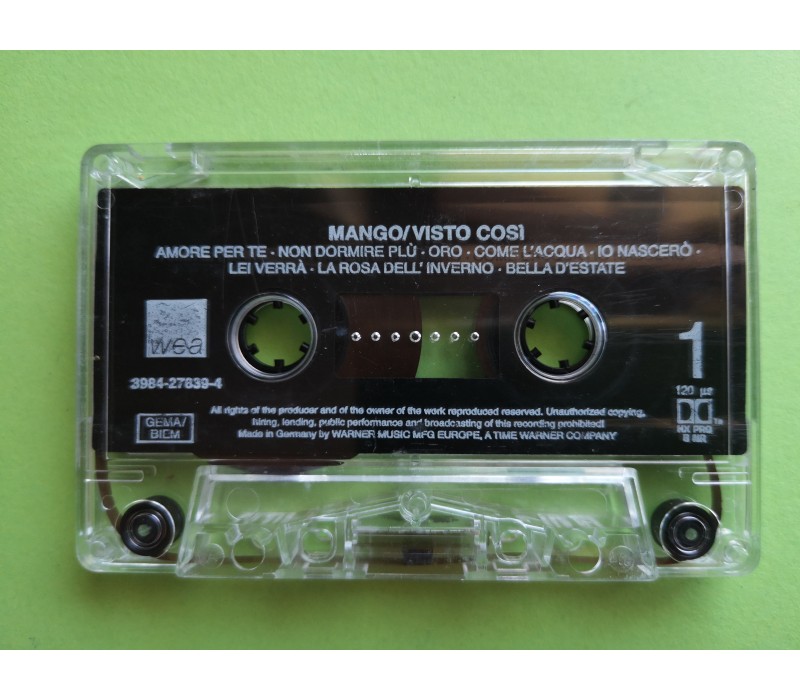 MANGO/VISTO COSÌ
AMORE PER TE · NON DORMIRE PLÙ · ORO · COME L'ACQUA · IO NASCERÒ ·
LEI VERRÀ · LA ROSA DELL' INVERNO · BELLA D'ESTATE
wea
1
3984-27839-4
120 µs
GEMA/
BIEM
All rights of the producer and of the owner of the work reproduced reserved. Unauthorized copying,
hiring, lending, public performance and broadcasting of this recording prohibited!
Made in Germany by WARNER MUSIC MFG EUROPE, A TIME WARNER COMPANY
TM
HX PRO
B NR